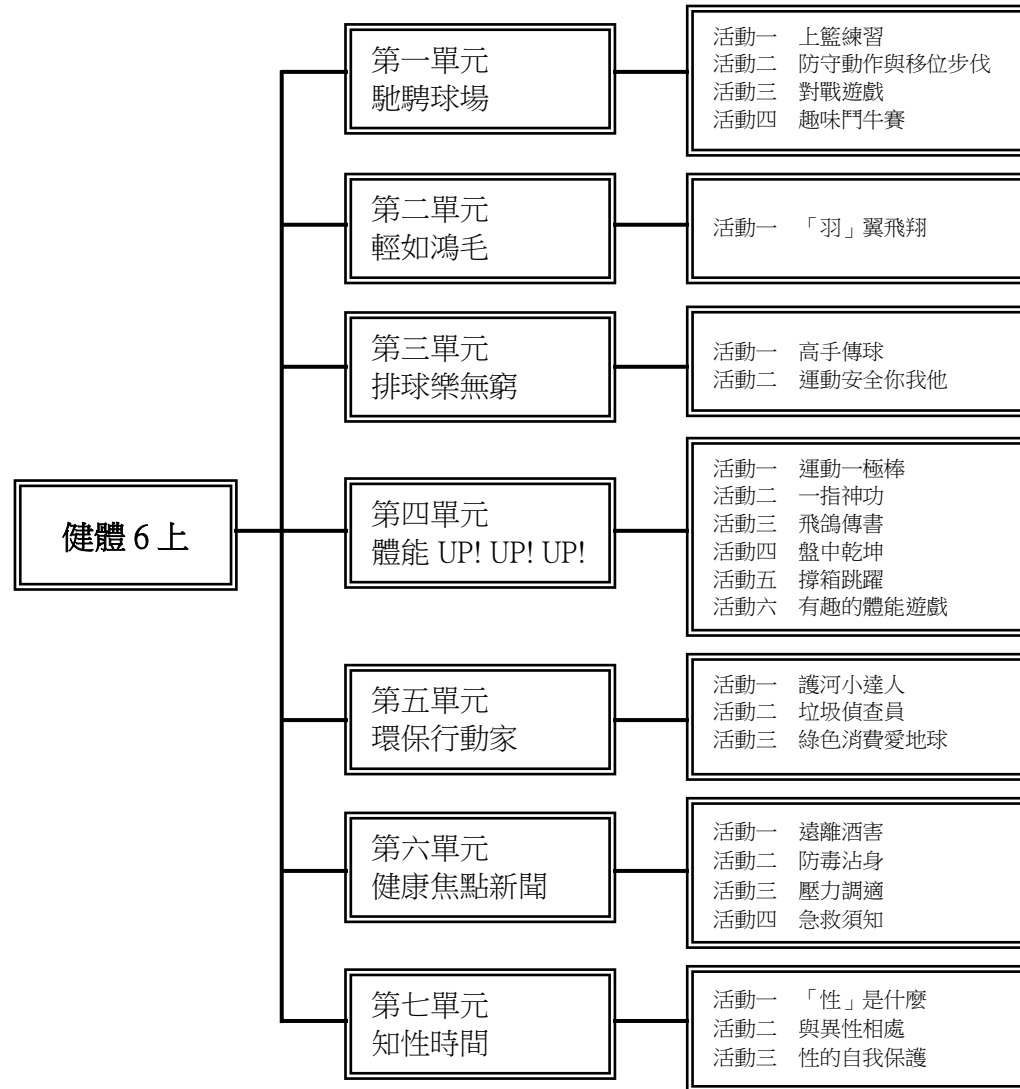 健體 6 上
第一單元
馳騁球場
活動一　上籃練習
活動二　防守動作與移位步伐
活動三　對戰遊戲
活動四　趣味鬥牛賽
第二單元
輕如鴻毛
活動一　「羽」翼飛翔
第三單元
排球樂無窮
活動一　高手傳球
活動二　運動安全你我他
第四單元
體能 UP! UP! UP!
活動一　運動一極棒
活動二　一指神功
活動三　飛鴿傳書
活動四　盤中乾坤
活動五　撐箱跳躍
活動六　有趣的體能遊戲
第五單元
環保行動家
活動一　護河小達人
活動二　垃圾偵查員
活動三　綠色消費愛地球
第六單元
健康焦點新聞
活動一　遠離酒害
活動二　防毒沾身
活動三　壓力調適
活動四　急救須知
第七單元
知性時間
活動一　「性」是什麼
活動二　與異性相處
活動三　性的自我保護